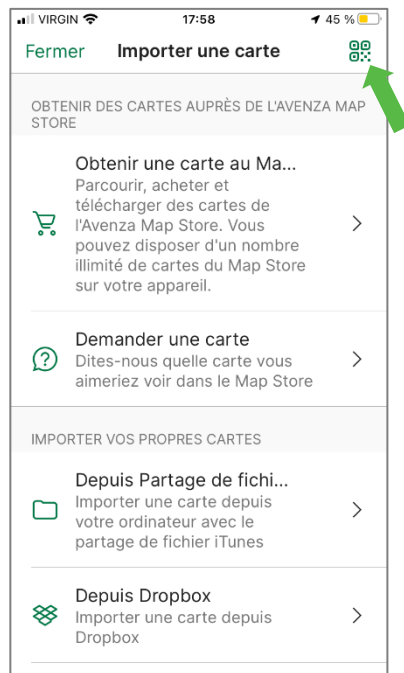 VIRGIN 17:58 45 %
Fermer Importer une carte
OBTENIR DES CARTES AUPRÈS DE L'AVENZA MAP
STORE
Obtenir une carte au Ma...
Parcourir, acheter et
télécharger des cartes de
l'Avenza Map Store. Vous
pouvez disposer d'un nombre
illimité de cartes du Map Store
sur votre appareil.
Demander une carte
Dites-nous quelle carte vous
aimeriez voir dans le Map Store
IMPORTER VOS PROPRES CARTES
Depuis Partage de fichi...
Importer une carte depuis
votre ordinateur avec le
partage de fichier iTunes
Depuis Dropbox
Importer une carte depuis
Dropbox